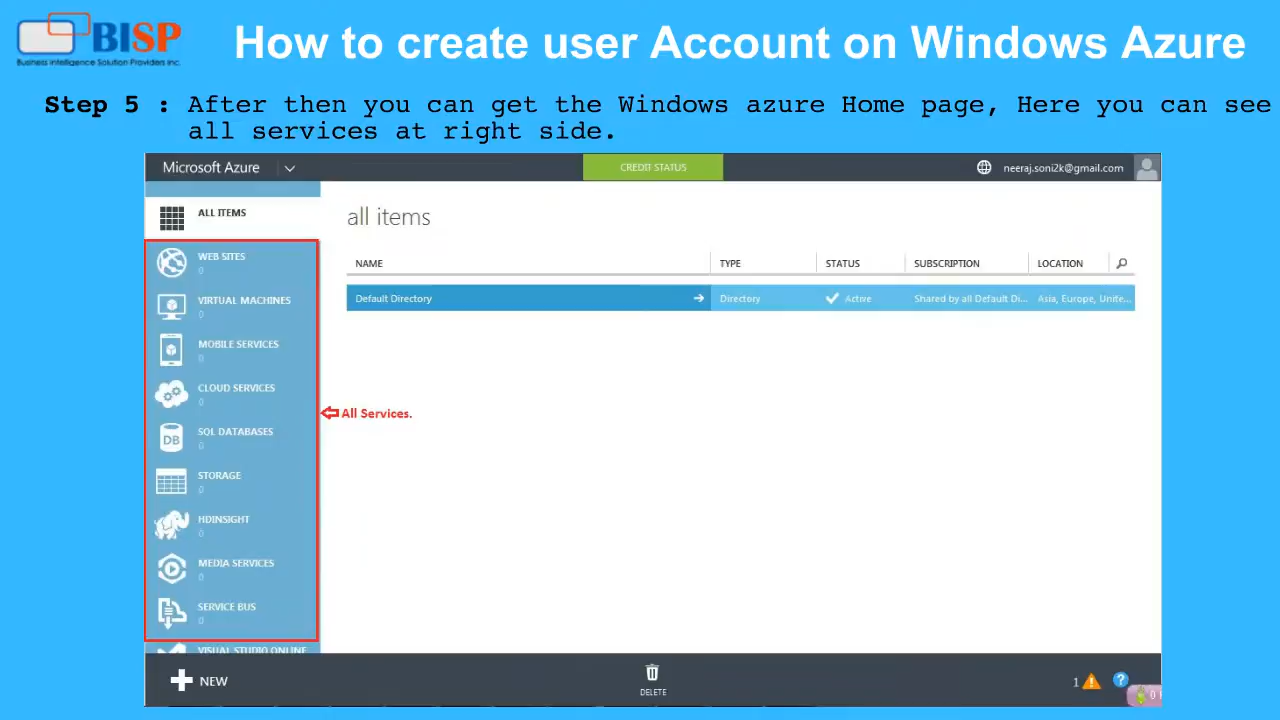 BISP
Business Intelligence Solution Providers Inc.
How to create user Account on Windows Azure
Step 5 : After then you can get the Windows azure Home page, Here you can see
all services at right side.
Microsoft Azure
CREDIT STATUS
neeraj.soni2k@gmail.com
ALL ITEMS
all items
WEB SITES
0
VIRTUAL MACHINES
0
MOBILE SERVICES
0
CLOUD SERVICES
0
DB
SQL DATABASES
0
STORAGE
0
HDINSIGHT
0
MEDIA SERVICES
0
SERVICE BUS
0
VISUAL STUDIO ONLINE
NAME TYPE STATUS SUBSCRIPTION LOCATION
Default Directory Directory Active Shared by all Default Di... Asia, Europe, Unite...
All Services.
NEW
DELETE
1
?
0